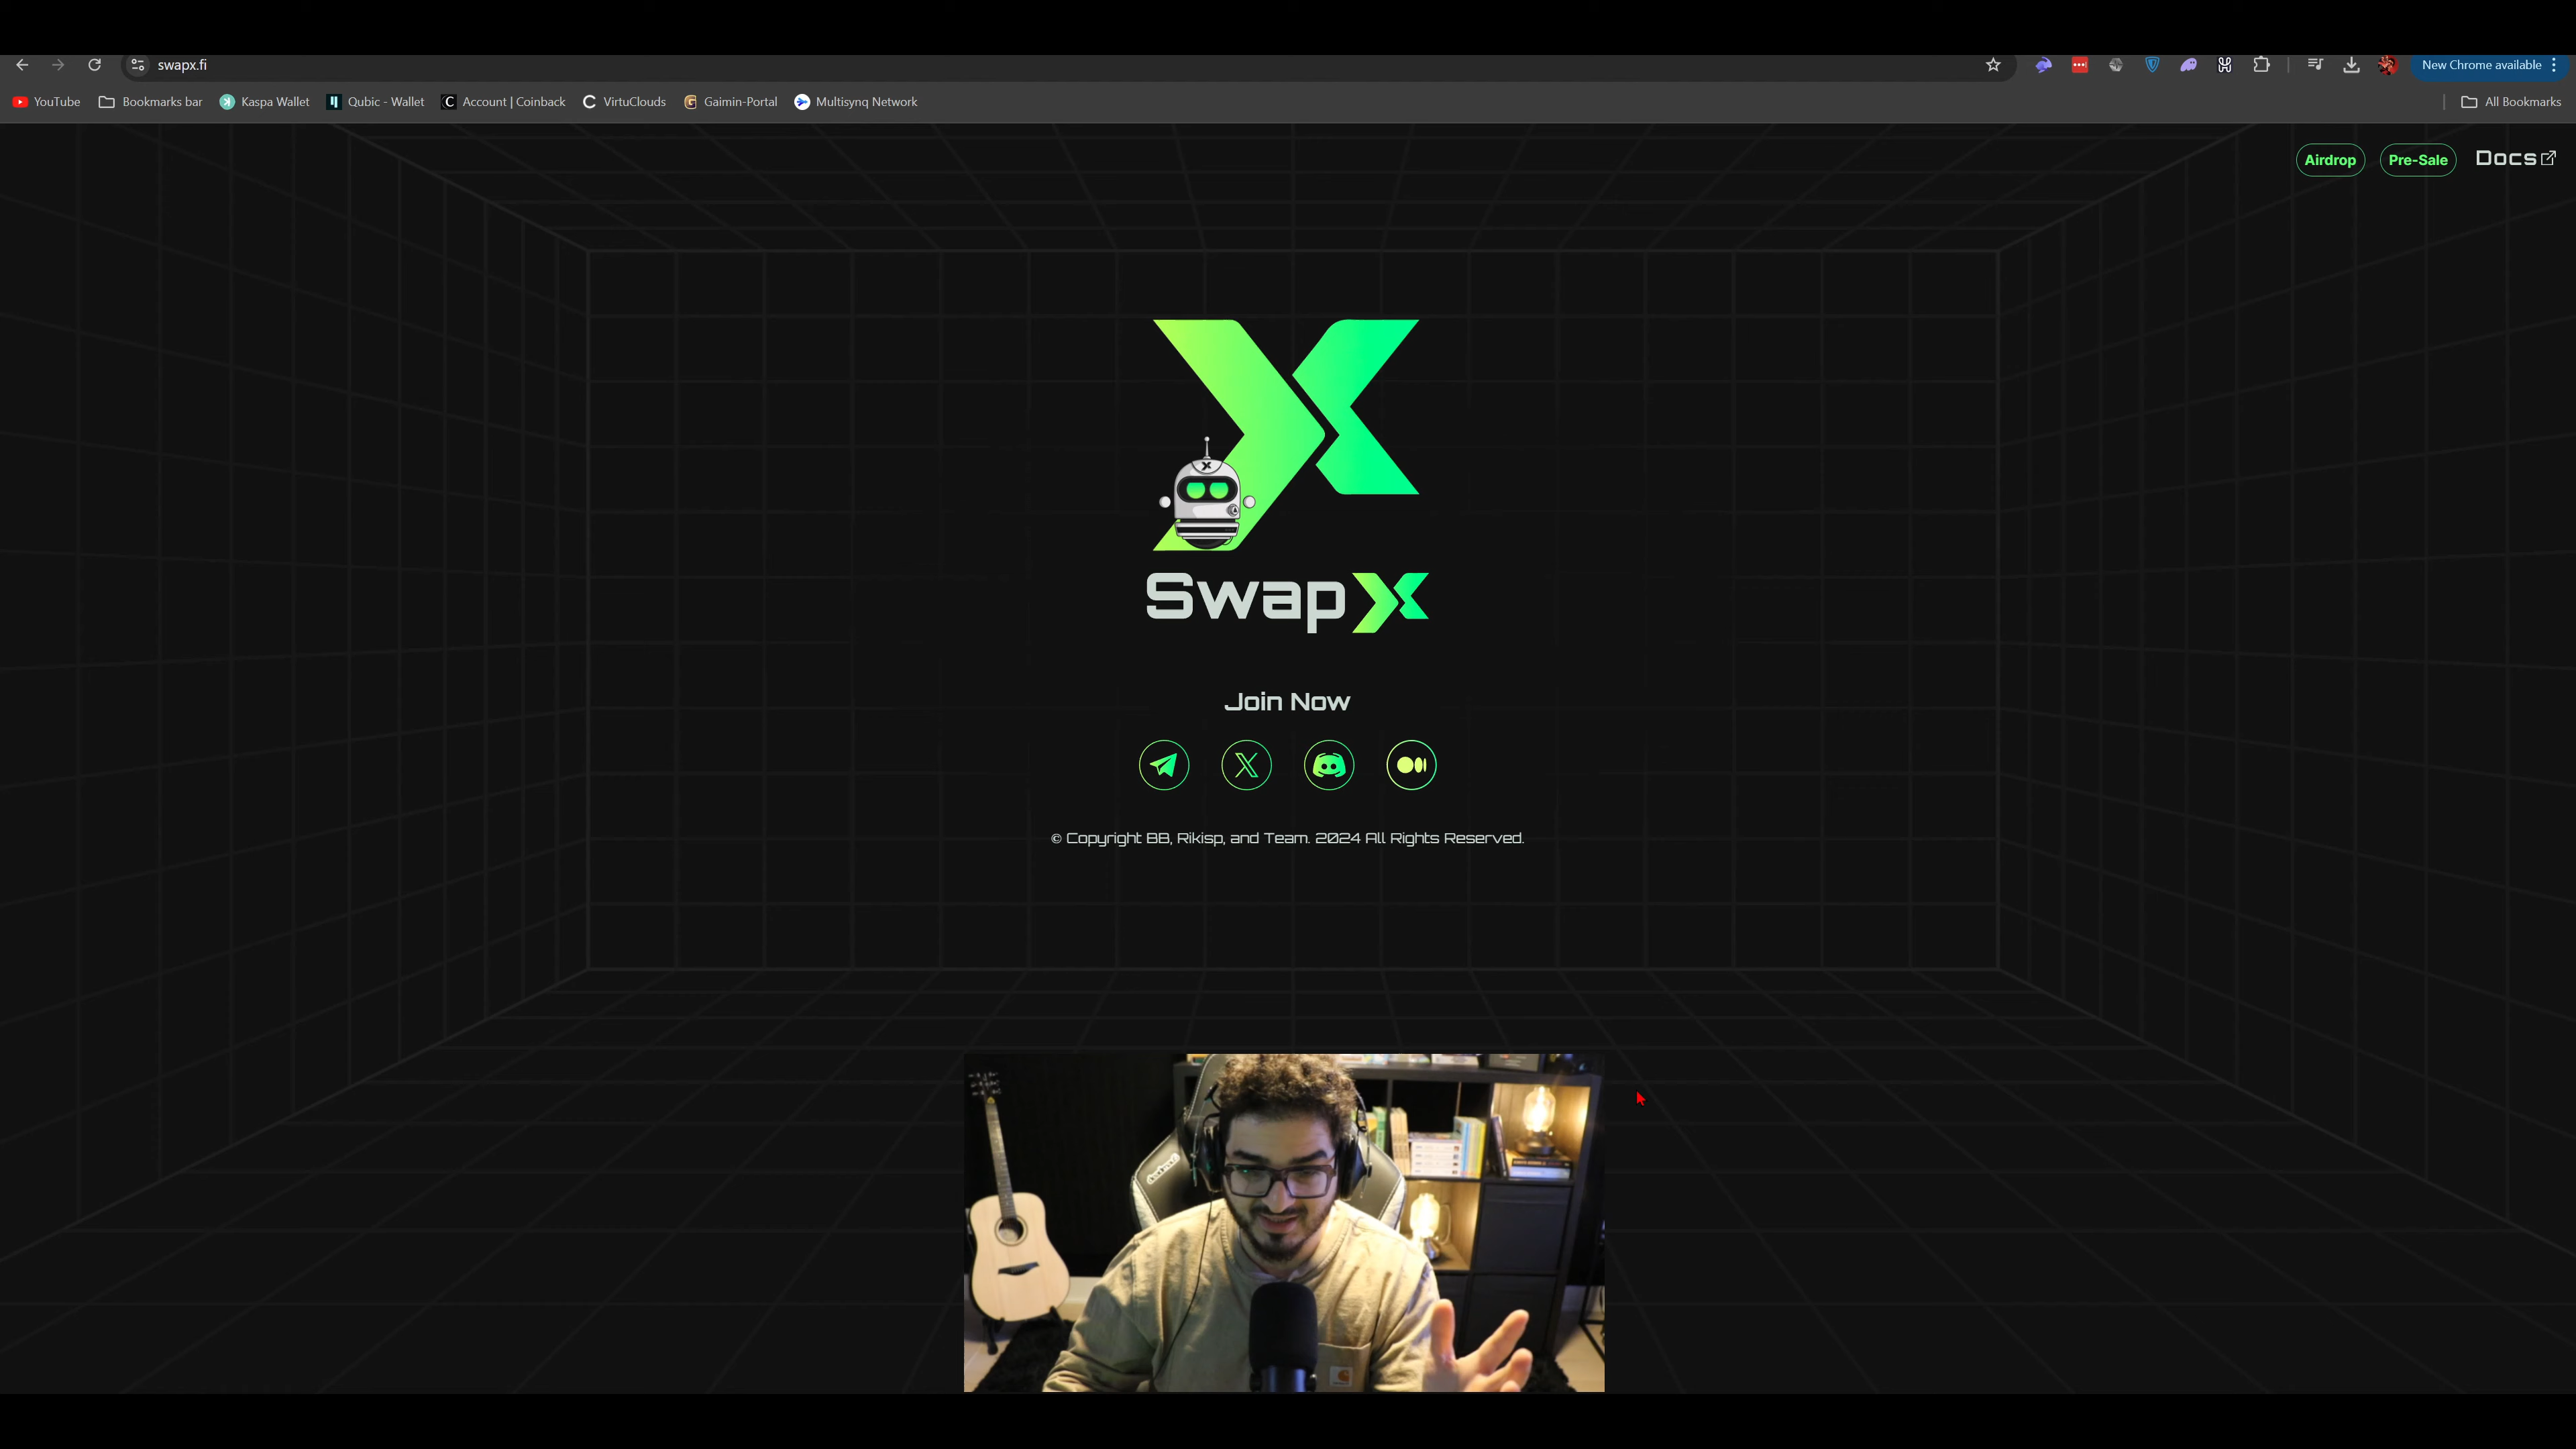 swapx.fi
New Chrome available
YouTube
Bookmarks bar
Kaspa Wallet
Qubic - Wallet
Account | Coinback
VirtuClouds
Gaimin-Portal
Multisynq Network
All Bookmarks
Airdrop
Pre-Sale
Docs
SwapX
Join Now
© Copyright BB, Rikisp, and Team. 2024 All Rights Reserved.